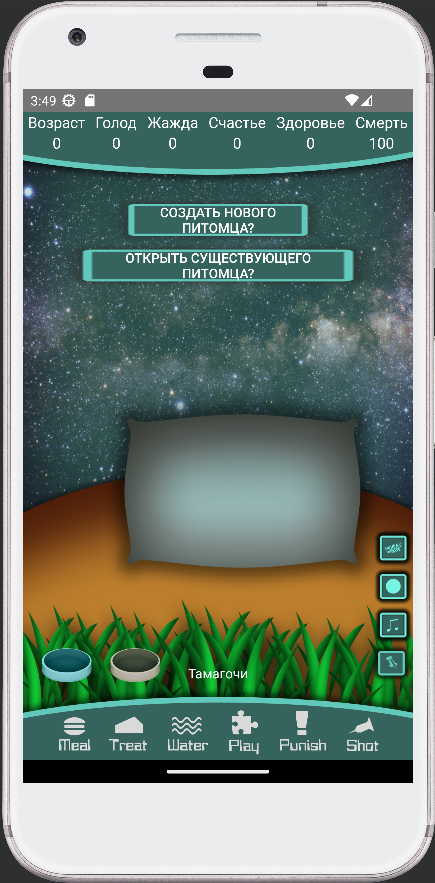 3:49
Возраст Голод Жажда Счастье Здоровье Смерть
0 0 0 0 0 100
СОЗДАТЬ НОВОГО
ПИТОМЦА?
ОТКРЫТЬ СУЩЕСТВУЮЩЕГО
ПИТОМЦА?
Тамагочи
Meal Treat Water Play Punish Shot